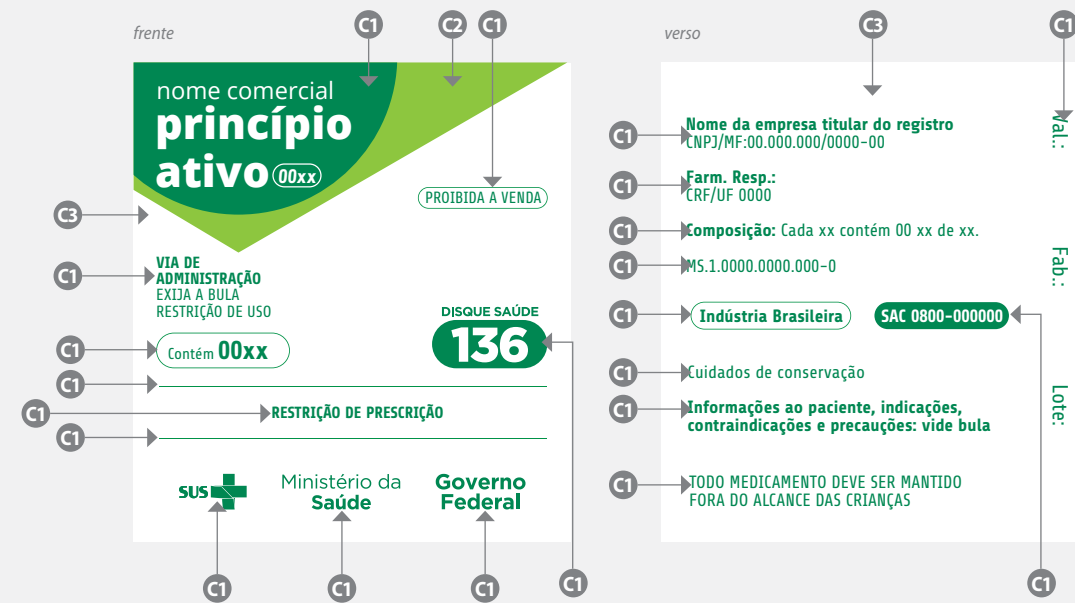 frente
C1
C2
C1
nome comercial
princípio
ativo 00xx
PROIBIDA A VENDA
C3
C1
VIA DE
ADMINISTRAÇÃO
EXIJA A BULA
RESTRIÇÃO DE USO
DISQUE SAÚDE
136
C1
Contém 00xx
C1
C1
RESTRIÇÃO DE PRESCRIÇÃO
C1
SUS
Ministério da
Saúde
Governo
Federal
C1
C1
C1
C1
verso
C3
C1
C1
Nome da empresa titular do registro
CNPJ/MF:00.000.000/0000-00
C1
Farm. Resp.:
CRF/UF 0000
C1
Composição: Cada xx contém 00 xx de xx.
C1
MS.1.0000.0000.000-0
C1
Indústria Brasileira
SAC 0800-000000
C1
Cuidados de conservação
C1
Informações ao paciente, indicações,
contraindicações e precauções: vide bula
C1
TODO MEDICAMENTO DEVE SER MANTIDO
FORA DO ALCANCE DAS CRIANÇAS
Val.:
Fab.:
Lote:
C1